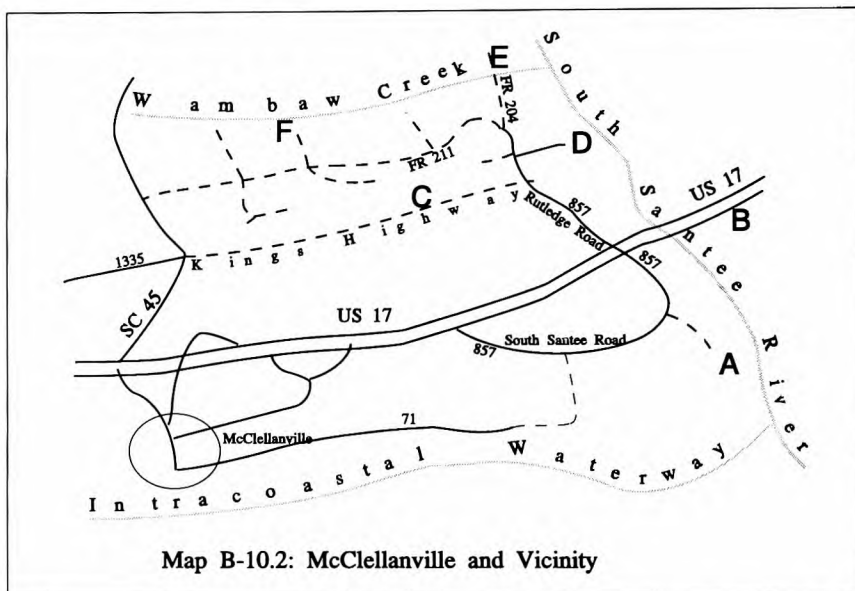 E
South Santee River
Wambaw Creek
FR 204
F
D
FR 211
US 17
C
857
B
Kings Highway
Rutledge Road
1335
857
SC 45
US 17
South Santee Road
857
A
71
McClellanville
Intracoastal Waterway
Map B-10.2: McClellanville and Vicinity